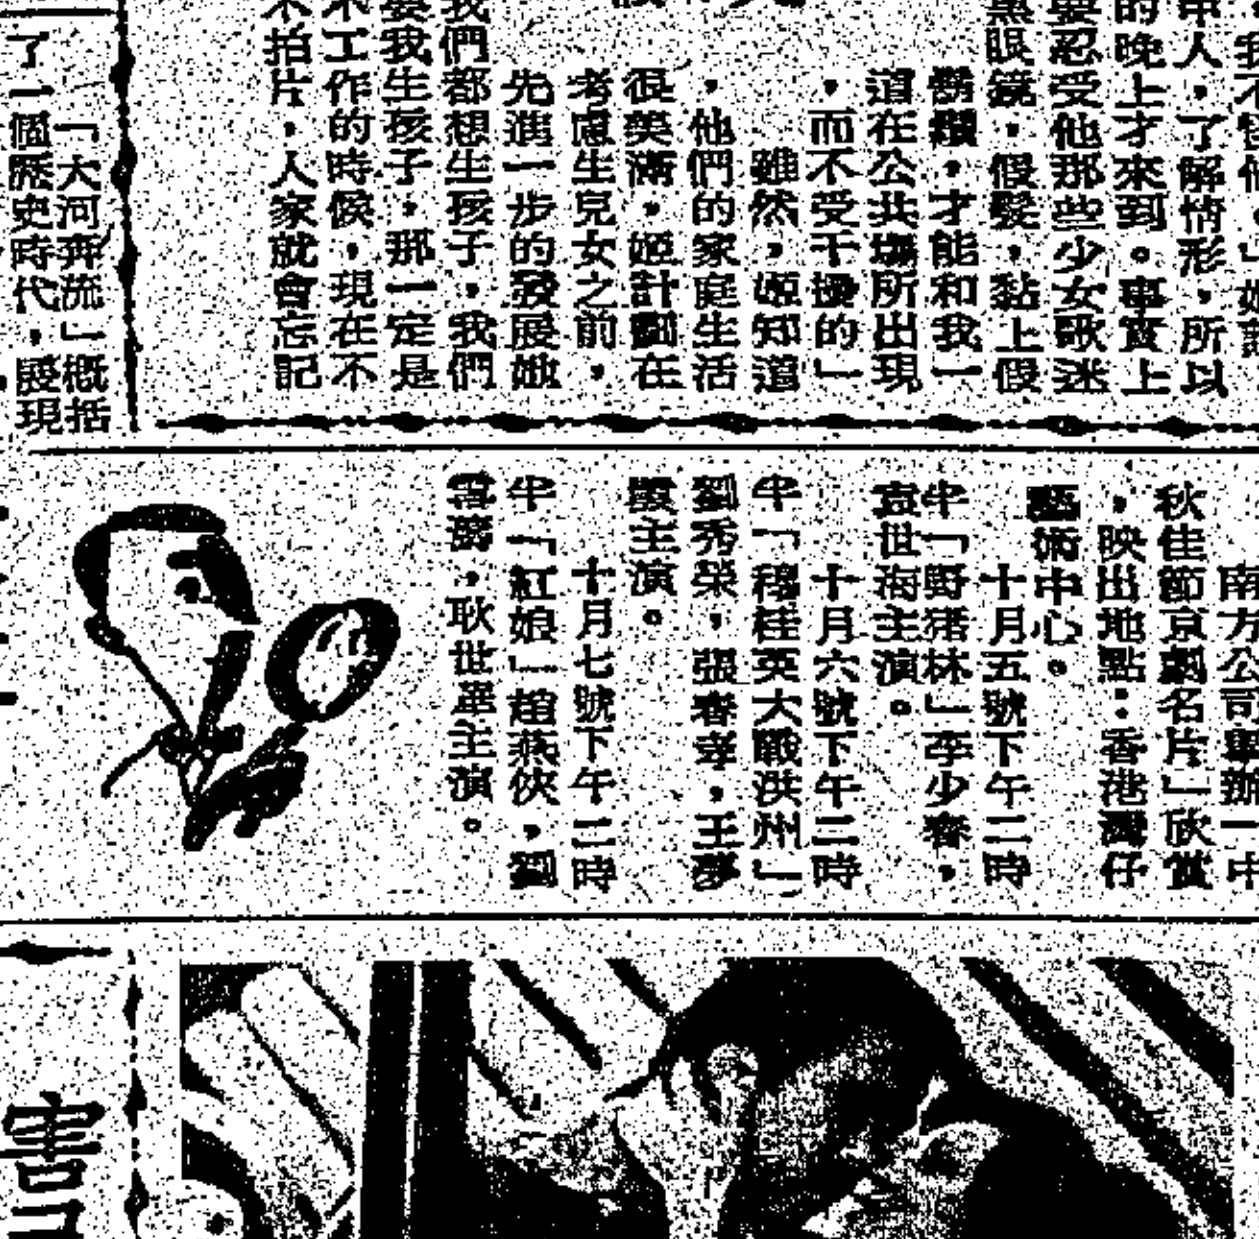 人，了解情形，所以
的晚上才來到。事實上
要忍受他那些少女歌迷
黑眼鏡，假髮，黏上假
鬍鬚，才能和我一
道在公共場所出現
，而不受干擾的」
雖然，她知道
，他們的家庭生活
很美滿，她計劃在
考慮生兒女之前，
先進一步的發展她
我們都想生孩子，我們
要我生孩子，那一定是
不工作的時候，現在不
不拍片，人家就會忘記
「大河奔流」概括
了一個歷史時代，展現
南方公司舉辦「中
秋佳節京劇名片」欣賞
，映出地點：香港灣仔
藝術中心。
十月五號下午二時
半「野猪林」李少春，
袁世海主演。
十月六號下午二時
半「穆桂英大戰洪州」
劉秀榮，張春孝，王夢
霞主演。
十月七號下午二時
半「紅娘」趙燕俠，劉
雪濤，耿世華主演。
害